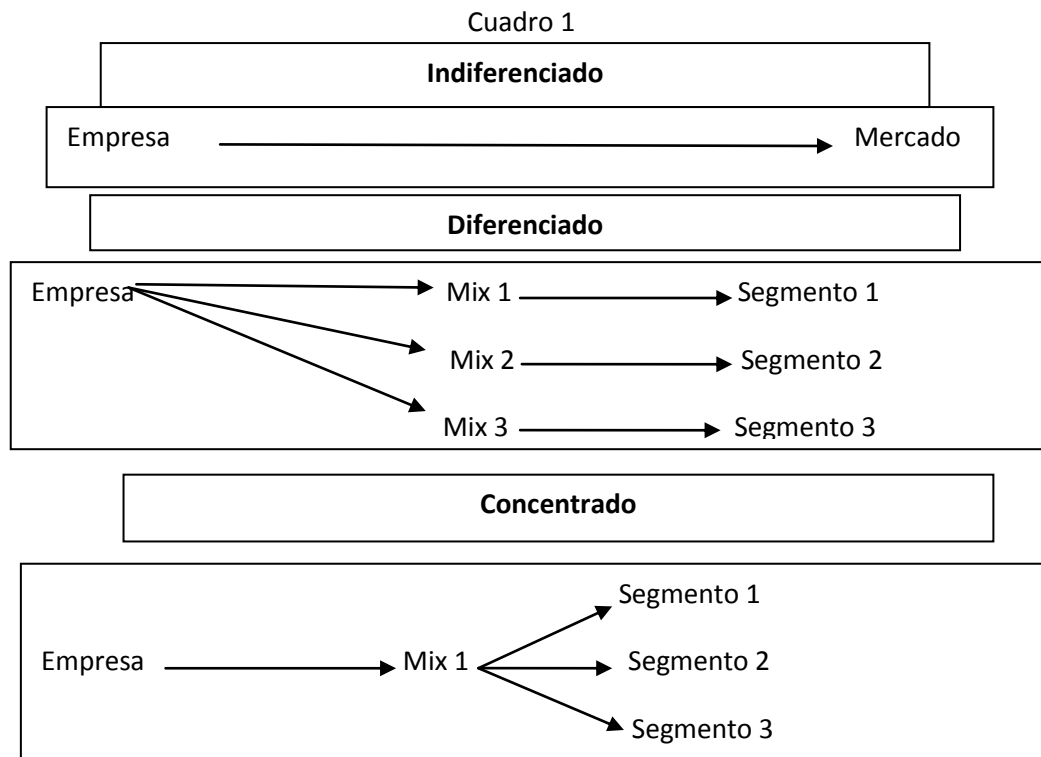 Cuadro 1
Indiferenciado
Empresa Mercado
Diferenciado
Empresa Mix 1 Segmento 1
Mix 2 Segmento 2
Mix 3 Segmento 3
Concentrado
Segmento 1
Empresa Mix 1 Segmento 2
Segmento 3